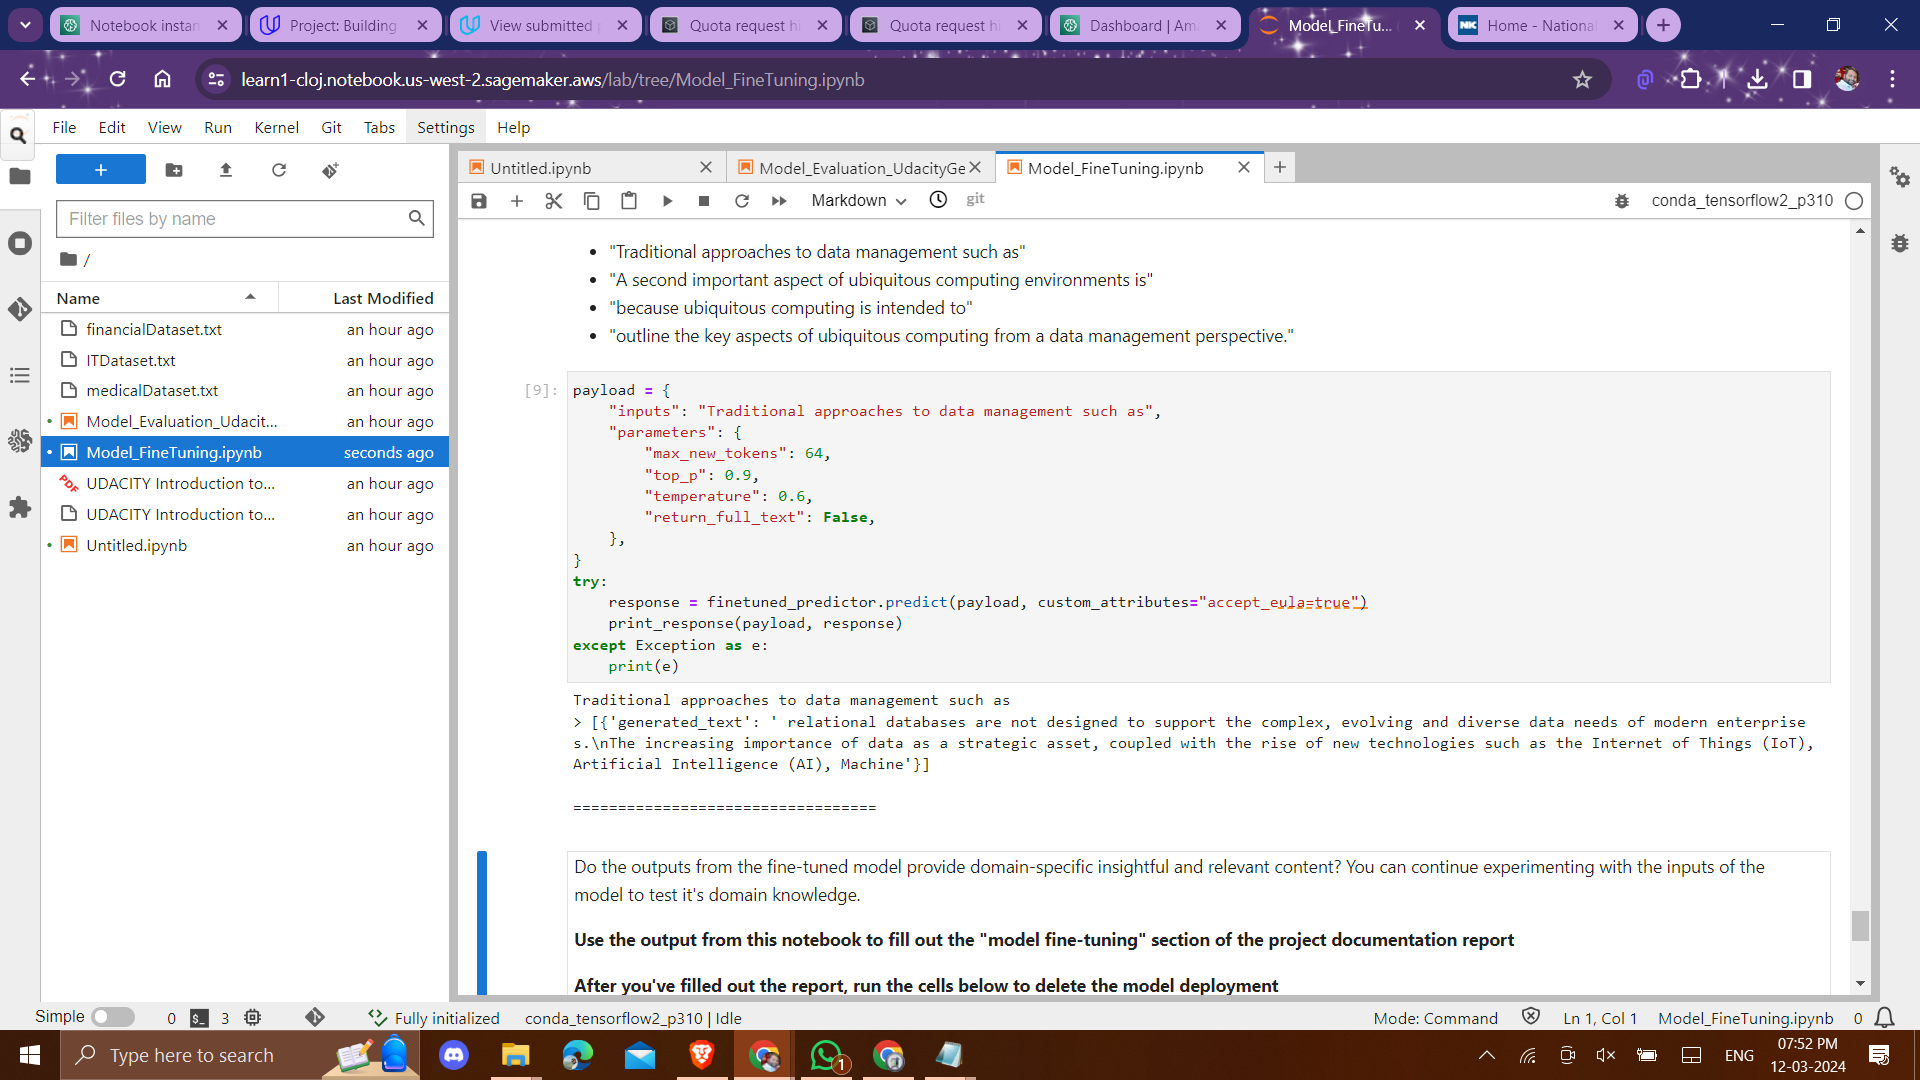 Notebook instan
Project: Building
View submitted
Quota request hi
Quota request hi
Dashboard | Ama
Model_FineTu...
Home - National
learn1-cloj.notebook.us-west-2.sagemaker.aws/lab/tree/Model_FineTuning.ipynb
File Edit View Run Kernel Git Tabs Settings Help
Filter files by name
/
Name Last Modified
financialDataset.txt an hour ago
ITDataset.txt an hour ago
medicalDataset.txt an hour ago
Model_Evaluation_Udacit... an hour ago
Model_FineTuning.ipynb seconds ago
UDACITY Introduction to... an hour ago
UDACITY Introduction to... an hour ago
Untitled.ipynb an hour ago
Untitled.ipynb
Model_Evaluation_UdacityGe
Model_FineTuning.ipynb
Markdown
git
conda_tensorflow2_p310
• "Traditional approaches to data management such as"
• "A second important aspect of ubiquitous computing environments is"
• "because ubiquitous computing is intended to"
• "outline the key aspects of ubiquitous computing from a data management perspective."
[9]: payload = {
"inputs": "Traditional approaches to data management such as",
"parameters": {
"max_new_tokens": 64,
"top_p": 0.9,
"temperature": 0.6,
"return_full_text": False,
},
}
try:
response = finetuned_predictor.predict(payload, custom_attributes="accept_eula=true")
print_response(payload, response)
except Exception as e:
print(e)
Traditional approaches to data management such as
> [{'generated_text': ' relational databases are not designed to support the complex, evolving and diverse data needs of modern enterprise
s.\nThe increasing importance of data as a strategic asset, coupled with the rise of new technologies such as the Internet of Things (IoT),
Artificial Intelligence (AI), Machine'}]
==================================
Do the outputs from the fine-tuned model provide domain-specific insightful and relevant content? You can continue experimenting with the inputs of the
model to test it's domain knowledge.
Use the output from this notebook to fill out the "model fine-tuning" section of the project documentation report
After you've filled out the report, run the cells below to delete the model deployment
Simple 0 $_ 3 Fully initialized conda_tensorflow2_p310 | Idle Mode: Command Ln 1, Col 1 Model_FineTuning.ipynb 0
Type here to search
1
ENG
07:52 PM
12-03-2024
PDF
NK